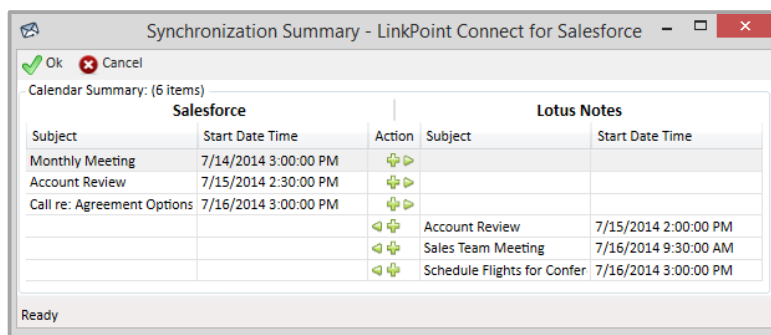 Synchronization Summary - LinkPoint Connect for Salesforce
Ok Cancel
Calendar Summary: (6 items)
Salesforce Lotus Notes
Subject Start Date Time Action Subject Start Date Time
Monthly Meeting 7/14/2014 3:00:00 PM
Account Review 7/15/2014 2:30:00 PM
Call re: Agreement Options 7/16/2014 3:00:00 PM
Account Review 7/15/2014 2:00:00 PM
Sales Team Meeting 7/16/2014 9:30:00 AM
Schedule Flights for Confer 7/16/2014 3:00:00 PM
Ready